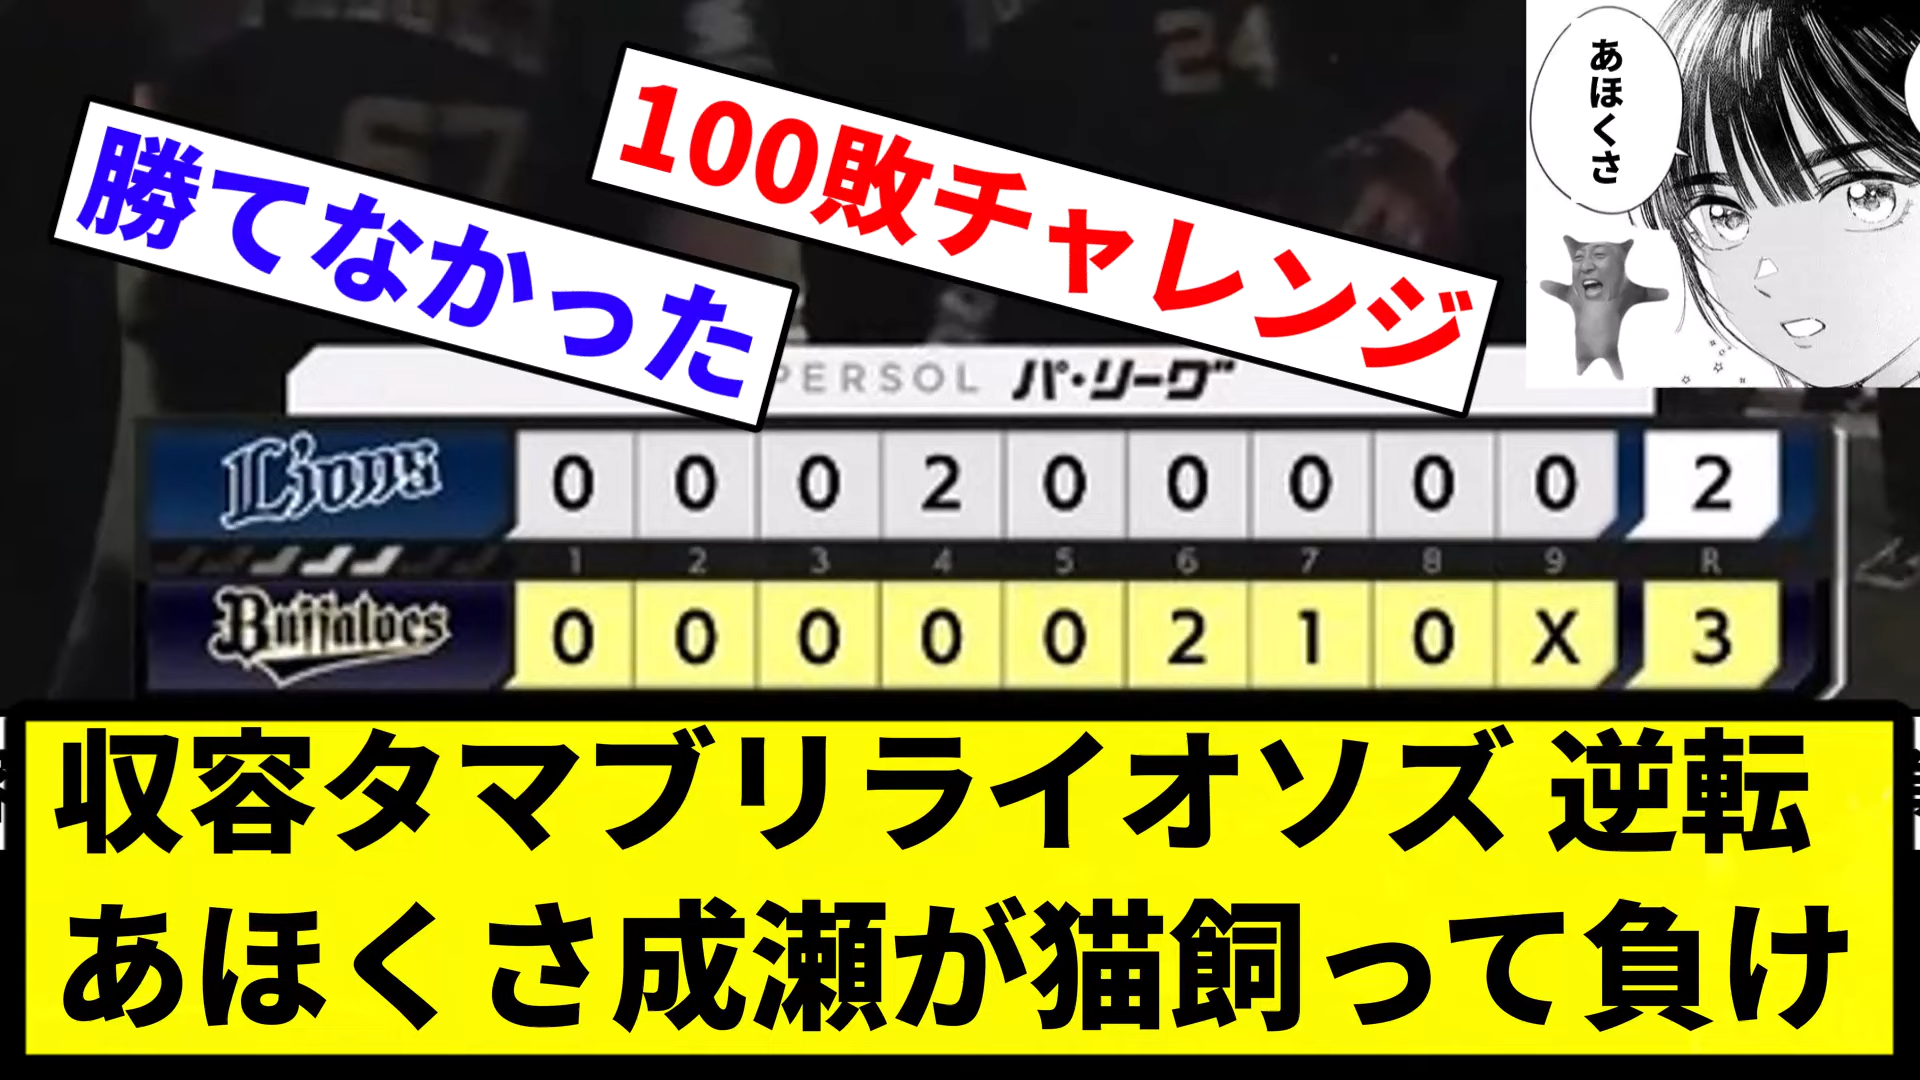 24
あほくさ
57
100敗チャレンジ
勝てなかった
PERSOL パ・リーグ
Lions 0 0 0 2 0 0 0 0 0 2
1 2 3 4 5 6 7 8 9 R
Buffaloes 0 0 0 0 0 2 1 0 X 3
収容タマブリライオソズ 逆転
あほくさ成瀬が猫飼って負け